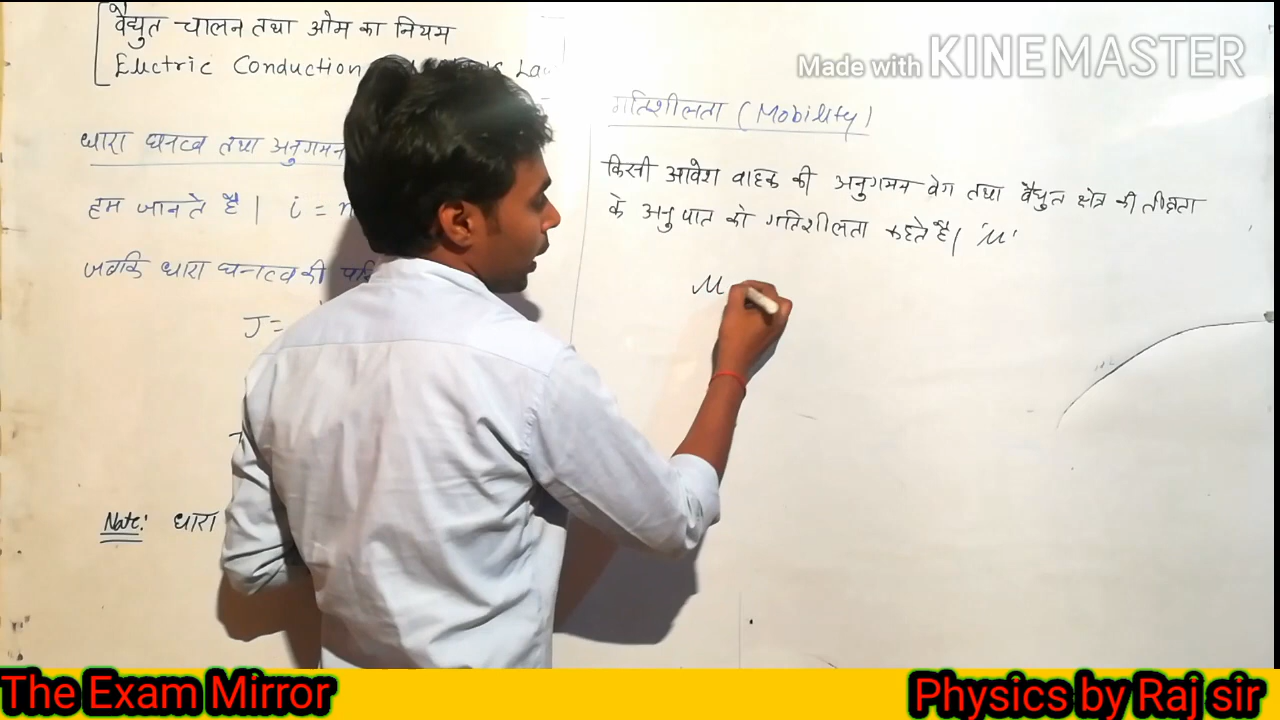 वैद्युत चालन तथा ओम का नियम
Electric Conduction
धारा घनत्व तथा अनुगमन
हम जानते है | i = n
जबकि धारा घनत्व की
J =
Note: धारा
Made with KINEMASTER
गतिशीलता (Mobility)
किसी आवेश वाहक की अनुगमन वेग तथा वैद्युत क्षेत्र की तीव्रता
के अनुपात को गतिशीलता कहते है | 'μ'
μ
The Exam Mirror
Physics by Raj sir